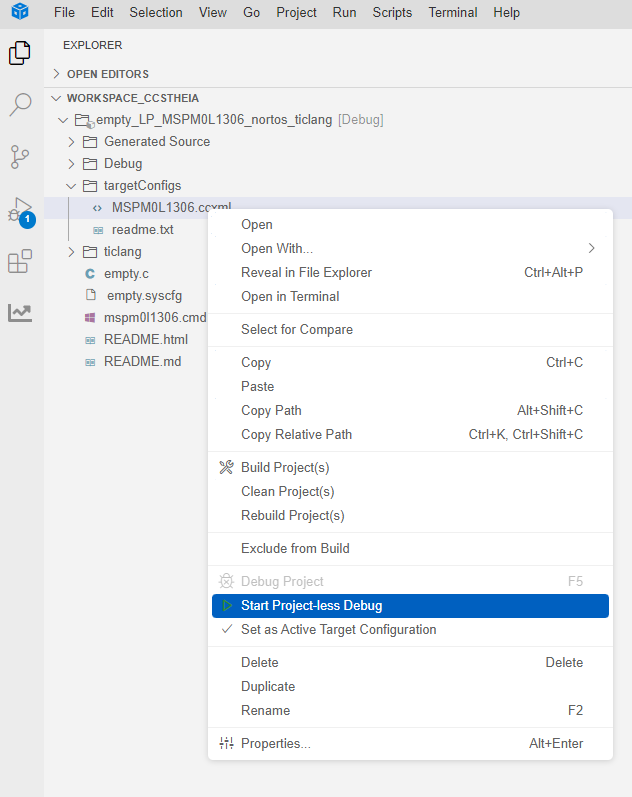 File Edit Selection View Go Project Run Scripts Terminal Help
EXPLORER
OPEN EDITORS
WORKSPACE_CCSTHEIA
empty_LP_MSPM0L1306_nortos_ticlang [Debug]
Generated Source
Debug
targetConfigs
MSPM0L1306.ccxml
1
readme.txt
ticlang
empty.c
empty.syscfg
mspm0l1306.cmd
README.html
README.md
Open
Open With...
Reveal in File Explorer Ctrl+Alt+P
Open in Terminal
Select for Compare
Copy Ctrl+C
Paste
Copy Path Alt+Shift+C
Copy Relative Path Ctrl+K, Ctrl+Shift+C
Build Project(s)
Clean Project(s)
Rebuild Project(s)
Exclude from Build
Debug Project F5
Start Project-less Debug
Set as Active Target Configuration
Delete Delete
Duplicate
Rename F2
Properties... Alt+Enter